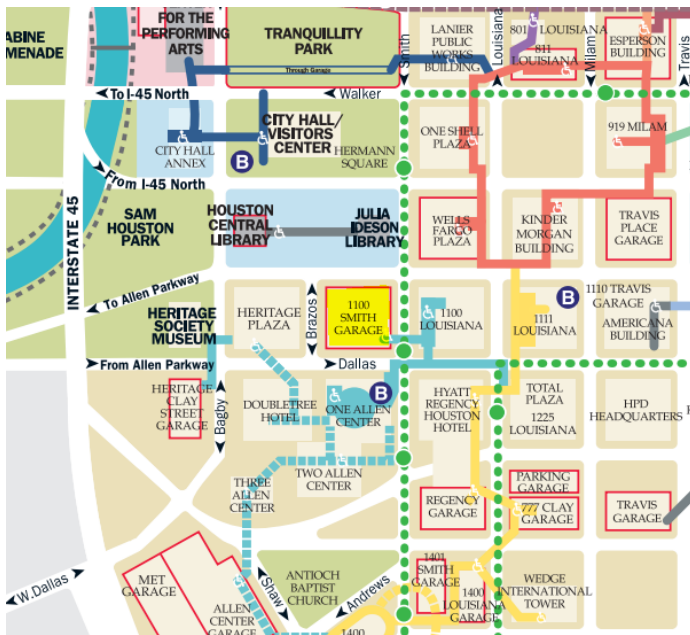 FOR THE
PERFORMING
ARTS
TRANQUILLITY
PARK
Through Garage
Smith
LANIER
PUBLIC
WORKS
BUILDING
Louisiana
801 LOUISIANA
811
LOUISIANA
Milam
ESPERSON
BUILDING
Travis
ABINE
MENADE
To I-45 North
Walker
CITY HALL
ANNEX
CITY HALL/
VISITORS
CENTER
B
HERMANN
SQUARE
ONE SHELL
PLAZA
919 MILAM
From I-45 North
INTERSTATE 45
SAM
HOUSTON
PARK
HOUSTON
CENTRAL
LIBRARY
JULIA
IDESON
LIBRARY
WELLS
FARGO
PLAZA
KINDER
MORGAN
BUILDING
TRAVIS
PLACE
GARAGE
To Allen Parkway
HERITAGE
SOCIETY
MUSEUM
HERITAGE
PLAZA
Brazos
1100
SMITH
GARAGE
1100
LOUISIANA
1111
LOUISIANA
B
1110 TRAVIS
GARAGE
AMERICANA
BUILDING
From Allen Parkway
Dallas
HERITAGE
CLAY
STREET
GARAGE
Bagby
DOUBLETREE
HOTEL
ONE ALLEN
CENTER
B
HYATT
REGENCY
HOUSTON
HOTEL
TOTAL
PLAZA
1225
LOUISIANA
HPD
HEADQUARTERS
THREE
ALLEN
CENTER
TWO ALLEN
CENTER
REGENCY
GARAGE
PARKING
GARAGE
777 CLAY
GARAGE
TRAVIS
GARAGE
W.Dallas
MET
GARAGE
ALLEN
CENTER
GARAGE
Shaw
ANTIOCH
BAPTIST
CHURCH
Andrews
1401
SMITH
GARAGE
1400
LOUISIANA
GARAGE
WEDGE
INTERNATIONAL
TOWER
1400